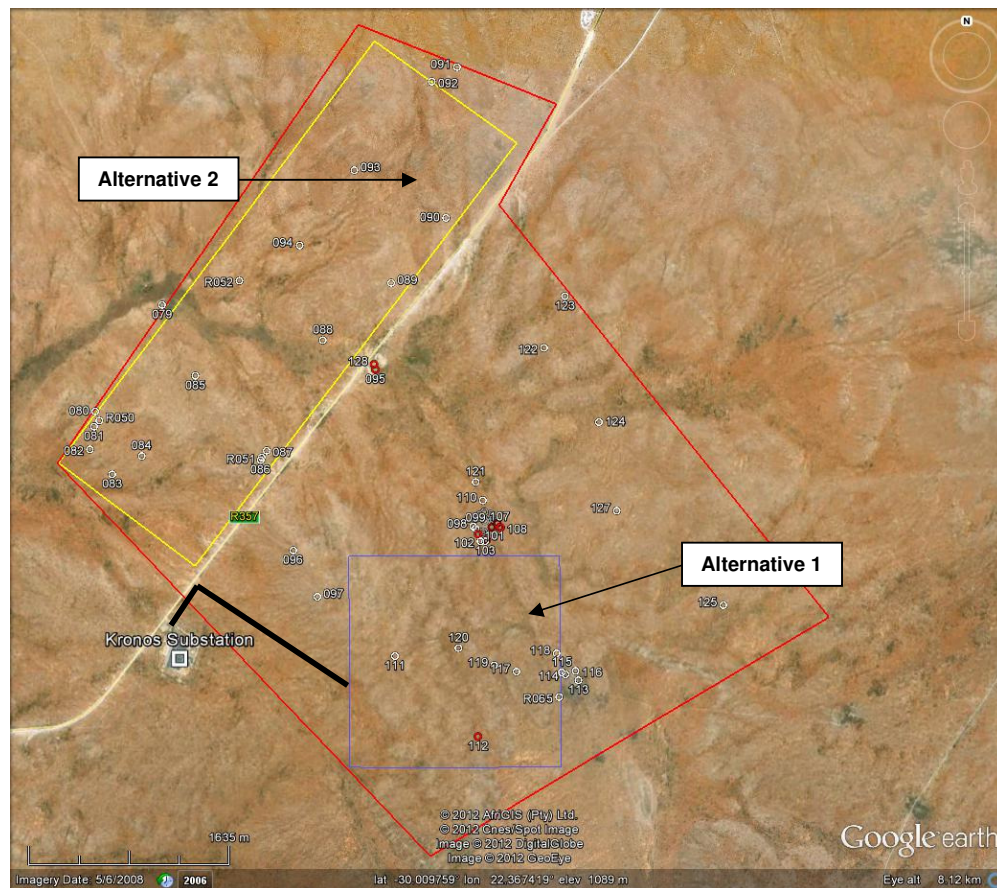 N
091
092
Alternative 2
093
090
094
R052
089
123
079
088
122
128
095
085
080
R050
081
124
082
084
083
R051
087
086
121
110
R357
127
099
107
098
108
101
102
103
096
Alternative 1
097
125
Kronos Substation
120
118
111
119
115
117
114
116
113
R065
112
© 2012 AfriGIS (Pty) Ltd.
© 2012 Cnes/Spot Image
Image © 2012 DigitalGlobe
Image © 2012 GeoEye
1635 m
Google earth
Imagery Date 5/6/2008 2006 lat -30.009759° lon 22.367419° elev 1089 m Eye alt 8.12 km